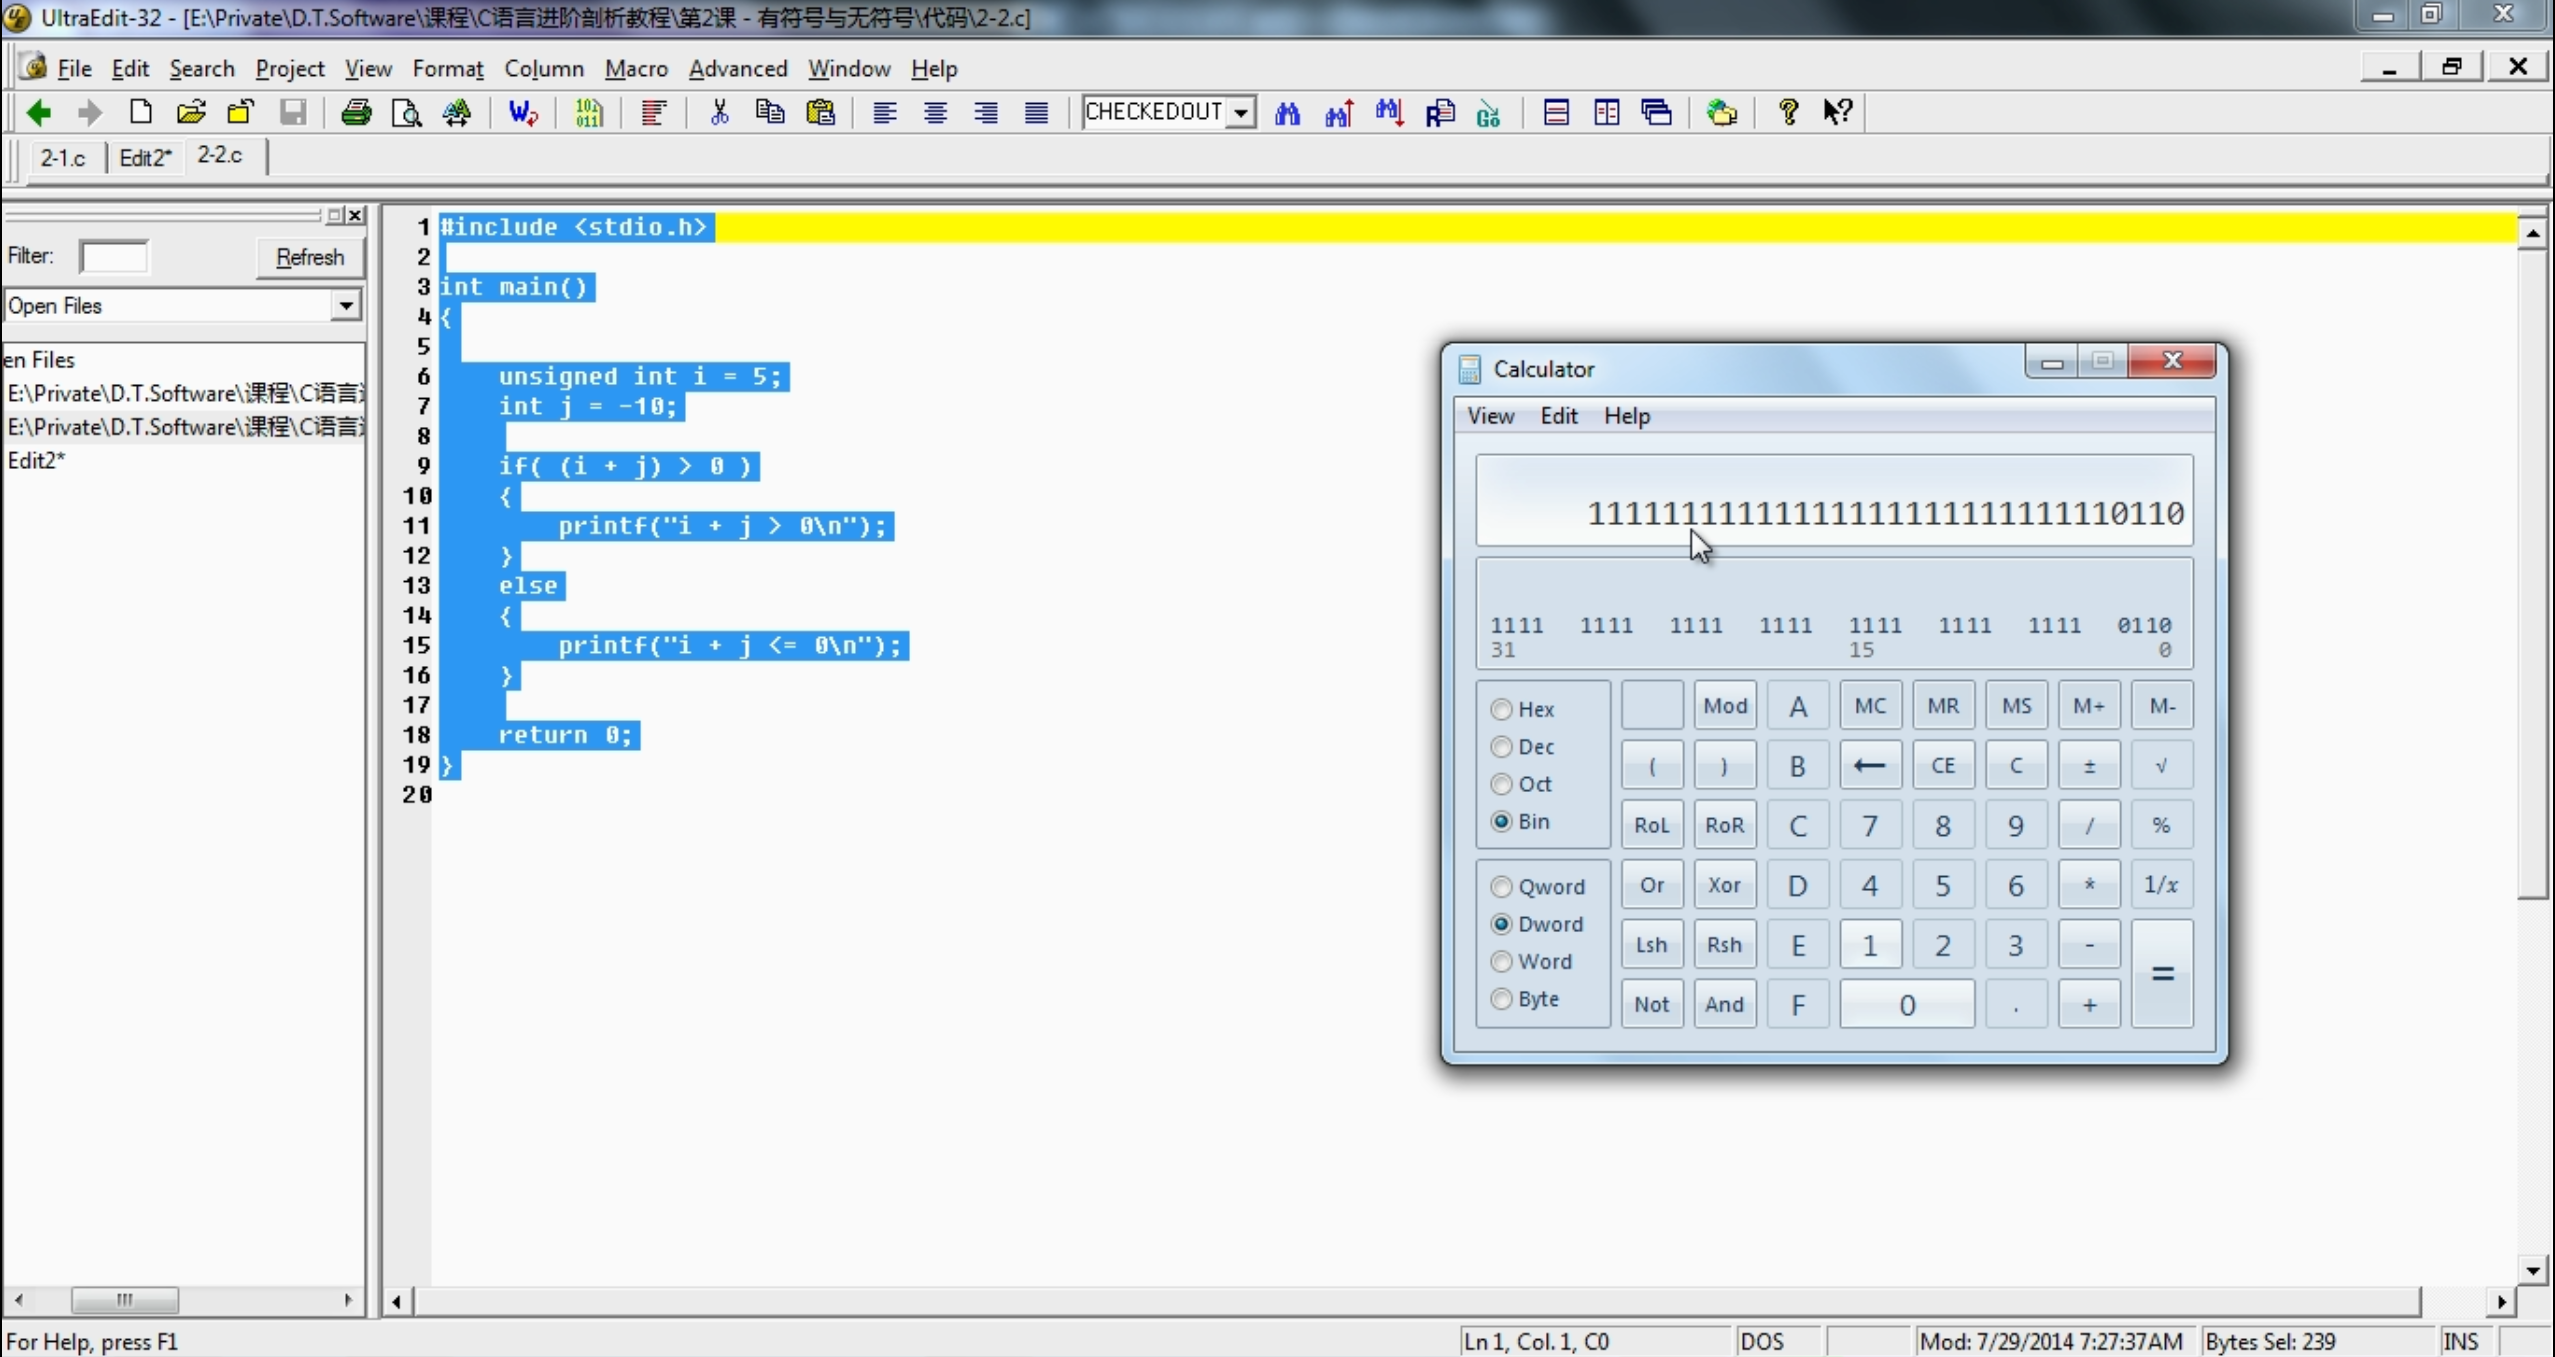 UltraEdit-32 - [E:\Private\D.T.Software\课程\C语言进阶剖析教程\第2课 - 有符号与无符号\代码\2-2.c]
File Edit Search Project View Format Column Macro Advanced Window Help
CHECKEDOUT
2-1.c Edit2* 2-2.c
Filter: Refresh
Open Files
en Files
E:\Private\D.T.Software\课程\C语言
E:\Private\D.T.Software\课程\C语言
Edit2*
1 #include <stdio.h>
2
3 int main()
4 {
5
6 unsigned int i = 5;
7 int j = -10;
8
9 if( (i + j) > 0 )
10 {
11 printf("i + j > 0\n");
12 }
13 else
14 {
15 printf("i + j <= 0\n");
16 }
17
18 return 0;
19 }
20
Calculator
View Edit Help
11111111111111111111111111110110
1111 1111 1111 1111 1111 1111 1111 0110
31 15 0
Hex
Dec
Oct
Bin
Qword
Dword
Word
Byte
Mod A MC MR MS M+ M-
( ) B ← CE C ± √
RoL RoR C 7 8 9 / %
Or Xor D 4 5 6 * 1/x
Lsh Rsh E 1 2 3 - =
Not And F 0 . +
For Help, press F1 Ln 1, Col. 1, C0 DOS Mod: 7/29/2014 7:27:37AM Bytes Sel: 239 INS